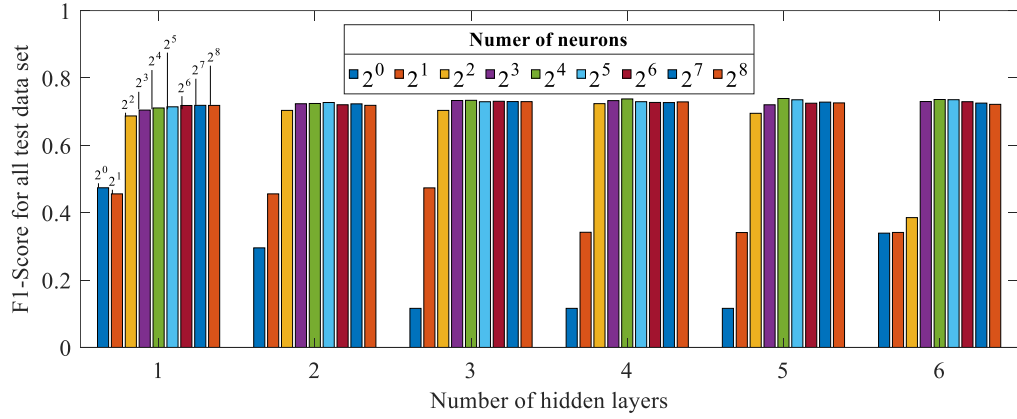 1
0.8
0.6
0.4
0.2
0
F1-Score for all test data set
Numer of neurons
2^0 2^1 2^2 2^3 2^4 2^5 2^6 2^7 2^8
2^0 2^1 2^2 2^3 2^4 2^5 2^6 2^7 2^8
1 2 3 4 5 6
Number of hidden layers